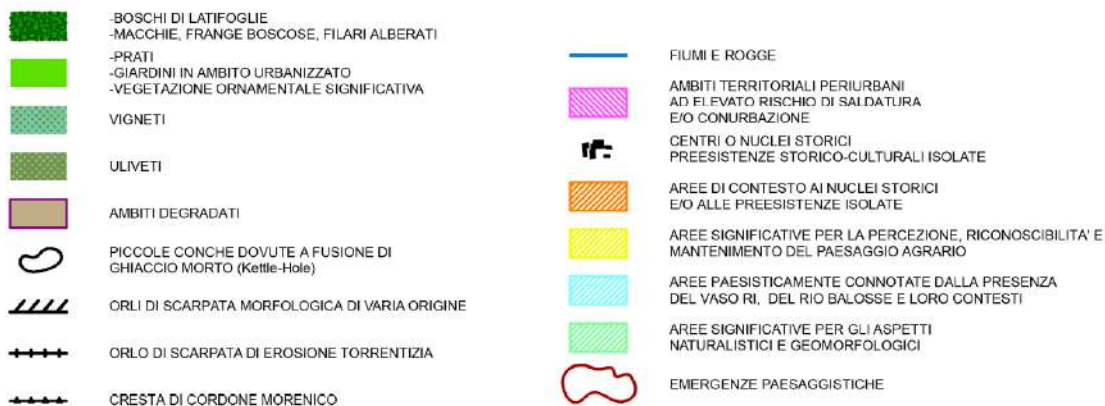 -BOSCHI DI LATIFOGLIE
-MACCHIE, FRANGE BOSCOSE, FILARI ALBERATI
-PRATI
-GIARDINI IN AMBITO URBANIZZATO
-VEGETAZIONE ORNAMENTALE SIGNIFICATIVA
VIGNETI
ULIVETI
AMBITI DEGRADATI
PICCOLE CONCHE DOVUTE A FUSIONE DI
GHIACCIO MORTO (Kettle-Hole)
ORLI DI SCARPATA MORFOLOGICA DI VARIA ORIGINE
ORLO DI SCARPATA DI EROSIONE TORRENTIZIA
CRESTA DI CORDONE MORENICO
FIUMI E ROGGE
AMBITI TERRITORIALI PERIURBANI
AD ELEVATO RISCHIO DI SALDATURA
E/O CONURBAZIONE
CENTRI O NUCLEI STORICI
PREESISTENZE STORICO-CULTURALI ISOLATE
AREE DI CONTESTO AI NUCLEI STORICI
E/O ALLE PREESISTENZE ISOLATE
AREE SIGNIFICATIVE PER LA PERCEZIONE, RICONOSCIBILITA' E
MANTENIMENTO DEL PAESAGGIO AGRARIO
AREE PAESISTICAMENTE CONNOTATE DALLA PRESENZA
DEL VASO RI, DEL RIO BALOSSE E LORO CONTESTI
AREE SIGNIFICATIVE PER GLI ASPETTI
NATURALISTICI E GEOMORFOLOGICI
EMERGENZE PAESAGGISTICHE